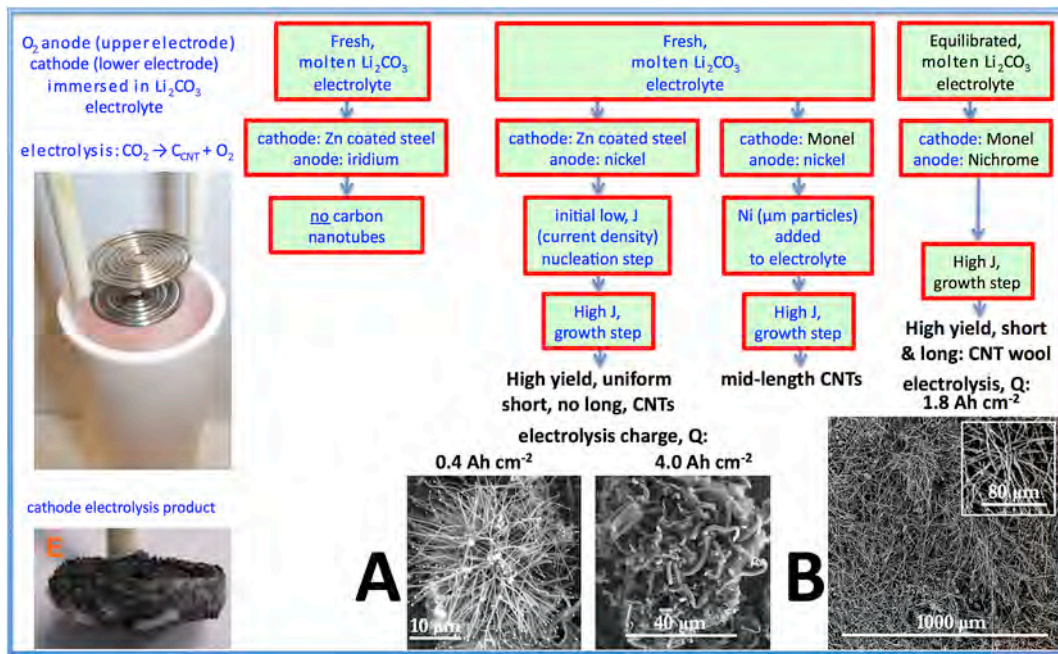 O₂ anode (upper electrode)
cathode (lower electrode)
immersed in Li₂CO₃
electrolyte
electrolysis: CO₂ → C_CNT + O₂
cathode electrolysis product
E
Fresh,
molten Li₂CO₃
electrolyte
cathode: Zn coated steel
anode: iridium
no carbon
nanotubes
Fresh,
molten Li₂CO₃
electrolyte
cathode: Zn coated steel
anode: nickel
initial low, J
(current density)
nucleation step
High J,
growth step
High yield, uniform
short, no long, CNTs
cathode: Monel
anode: nickel
Ni (μm particles)
added
to electrolyte
High J,
growth step
mid-length CNTs
electrolysis charge, Q:
0.4 Ah cm⁻²
4.0 Ah cm⁻²
A
10 μm
40 μm
Equilibrated,
molten Li₂CO₃
electrolyte
cathode: Monel
anode: Nichrome
High J,
growth step
High yield, short
& long: CNT wool
electrolysis, Q:
1.8 Ah cm⁻²
B
80 μm
1000 μm